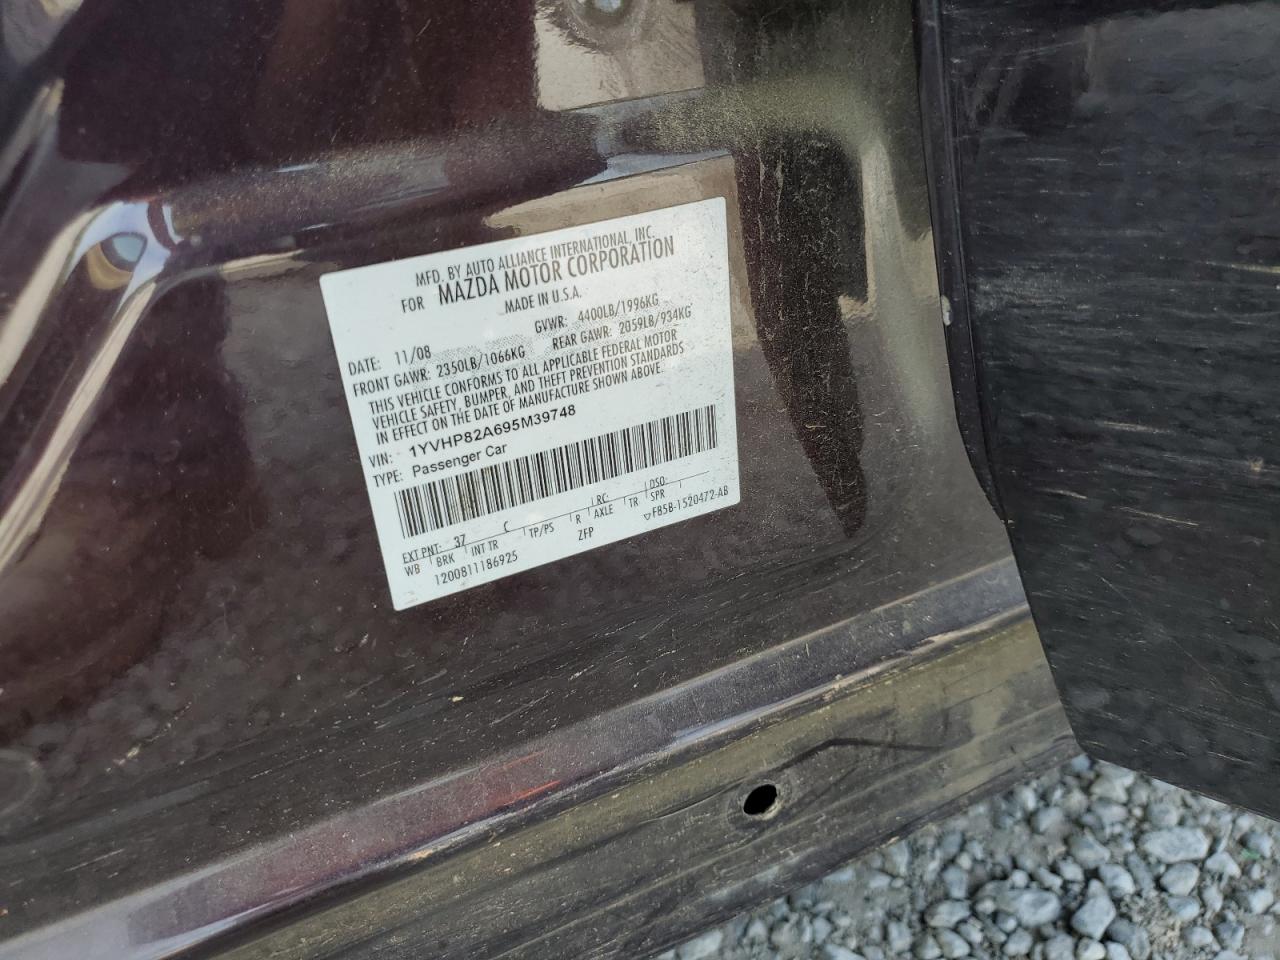 MFD. BY AUTO ALLIANCE INTERNATIONAL, INC.
FOR MAZDA MOTOR CORPORATION
MADE IN U.S.A.
DATE: 11/08 GVWR: 4400LB/1996KG
FRONT GAWR: 2350LB/1066KG REAR GAWR: 2059LB/934KG
THIS VEHICLE CONFORMS TO ALL APPLICABLE FEDERAL MOTOR
VEHICLE SAFETY, BUMPER, AND THEFT PREVENTION STANDARDS
IN EFFECT ON THE DATE OF MANUFACTURE SHOWN ABOVE.
VIN: 1YVHP82A695M39748
TYPE: Passenger Car
EXT PNT: 37 C RC: DSO:
WB BRK INT TR TP/PS R AXLE TR SPR
1200811186925 ZFP FB5B-1520472-AB